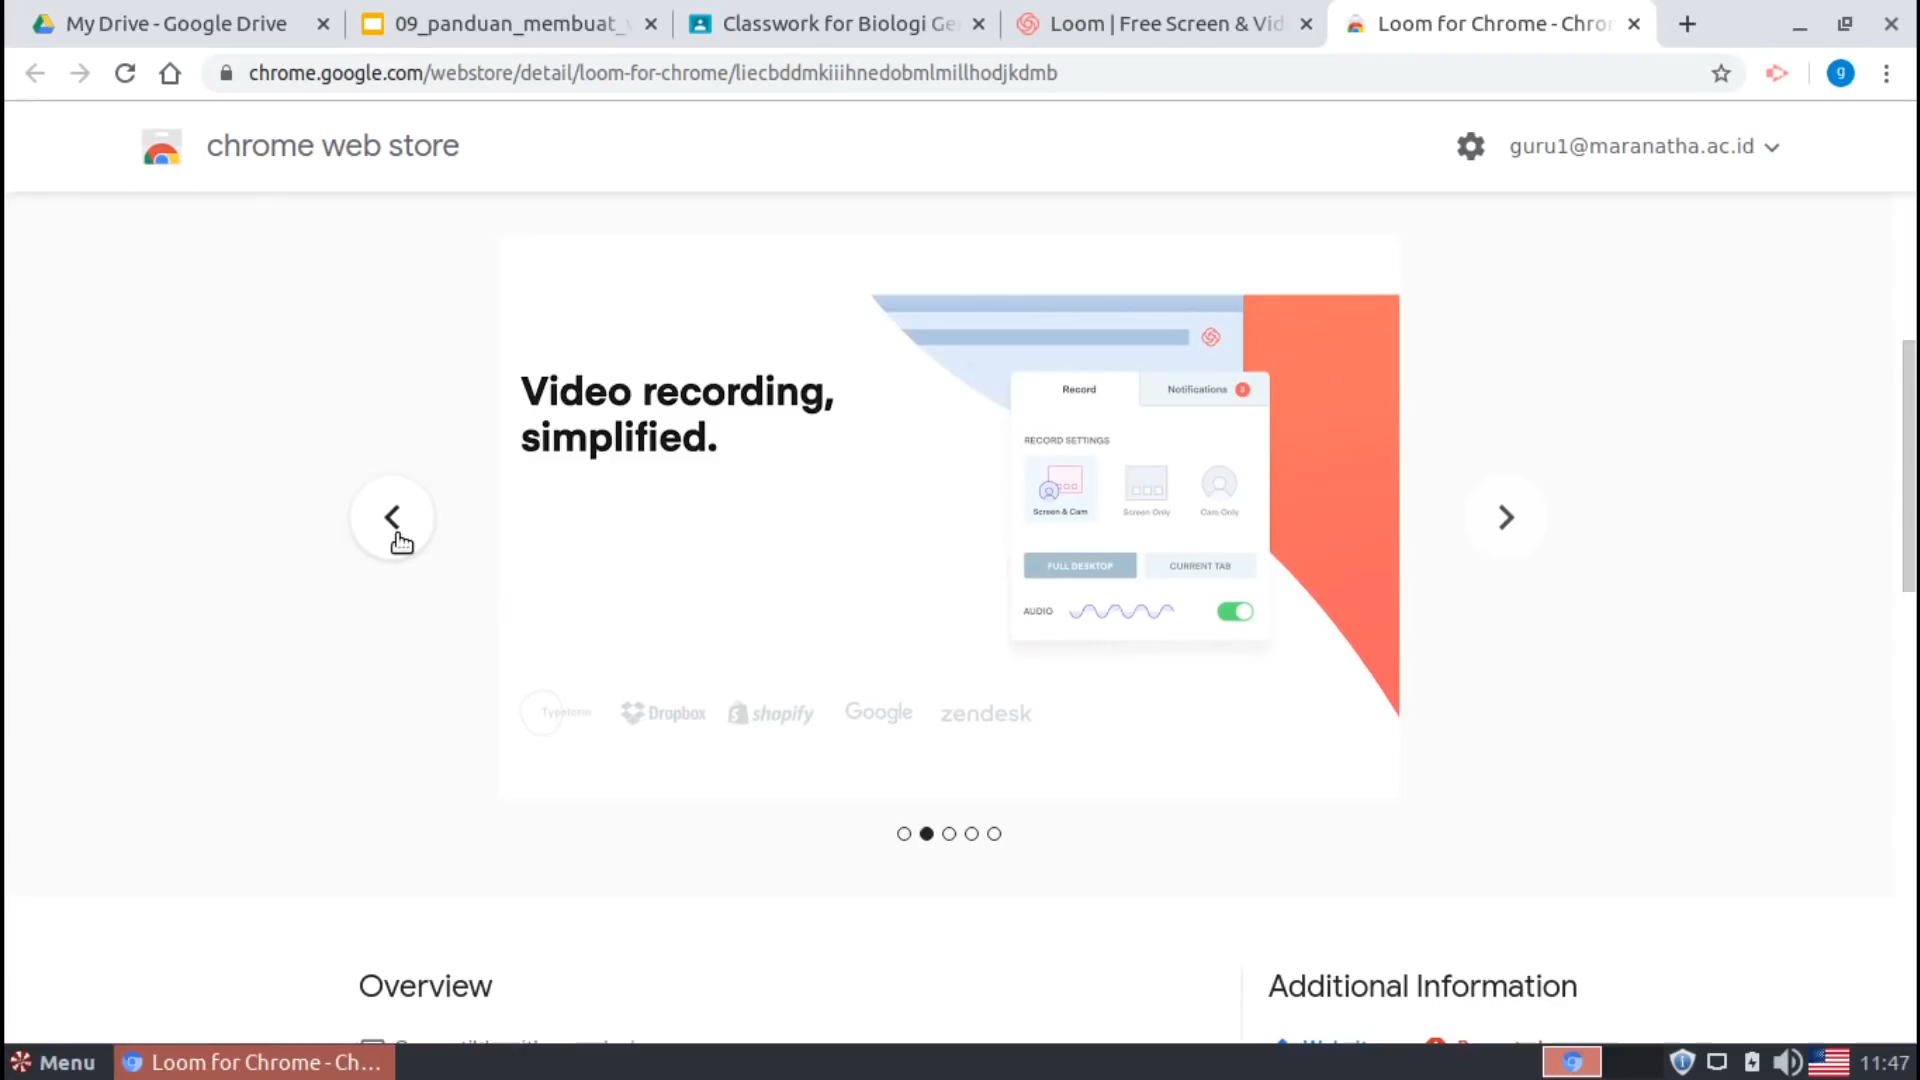 My Drive - Google Drive
09_panduan_membuat_
Classwork for Biologi Ge
Loom | Free Screen & Vid
Loom for Chrome - Chro
chrome.google.com/webstore/detail/loom-for-chrome/liecbddmkiiihnedobmlmillhodjkdmb
g
chrome web store
guru1@maranatha.ac.id
Video recording,
simplified.
Record
Notifications
RECORD SETTINGS
Screen & Cam
Screen Only
Cam Only
FULL DESKTOP
CURRENT TAB
AUDIO
Dropbox
shopify
Google
zendesk
Overview
Additional Information
Menu
Loom for Chrome - Ch...
11:47